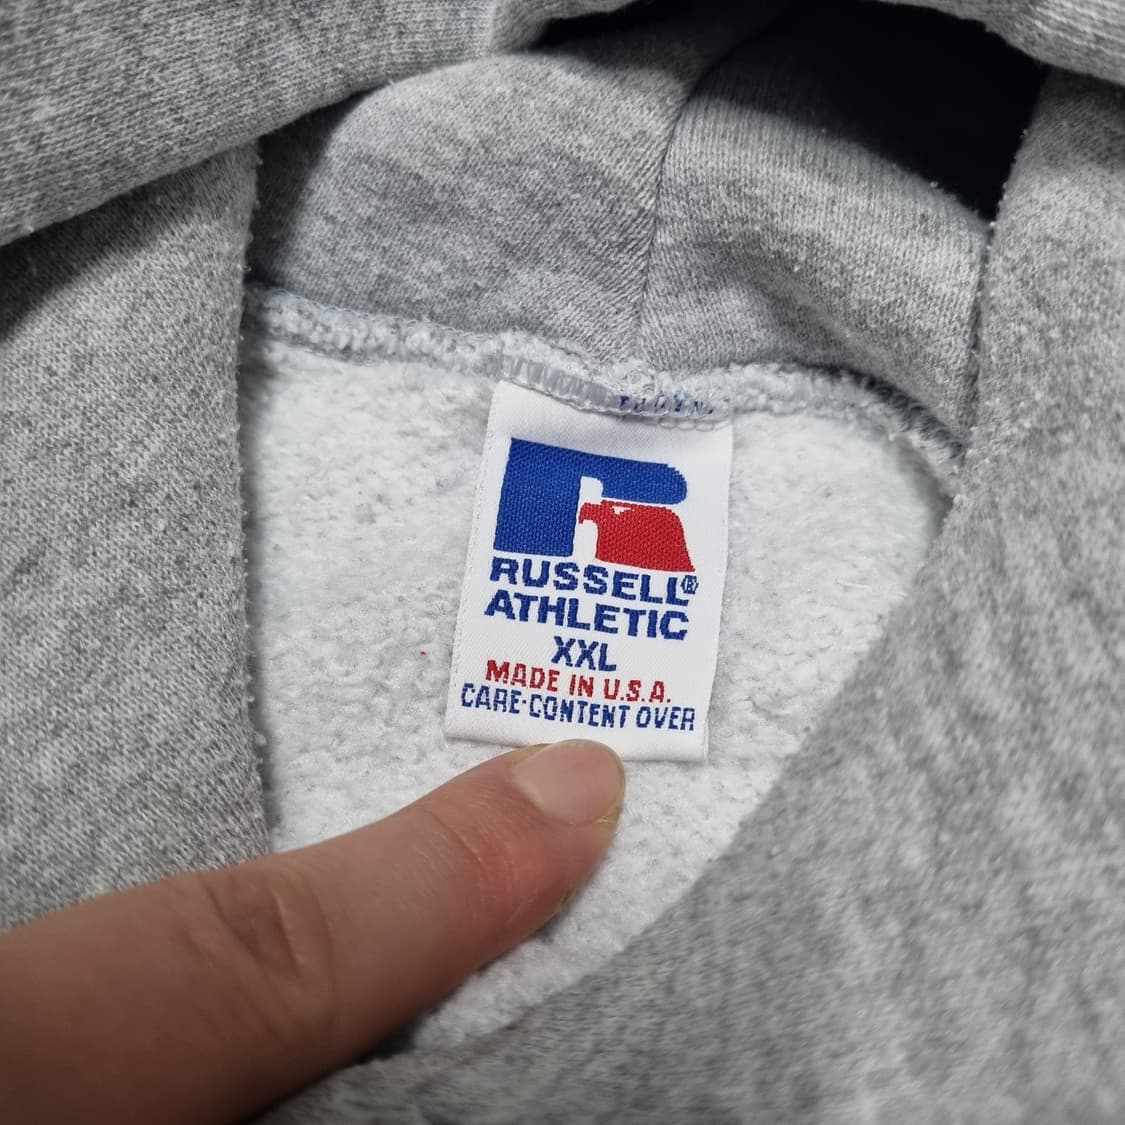 RUSSELL®
ATHLETIC
XXL
MADE IN U.S.A.
CARE-CONTENT OVER